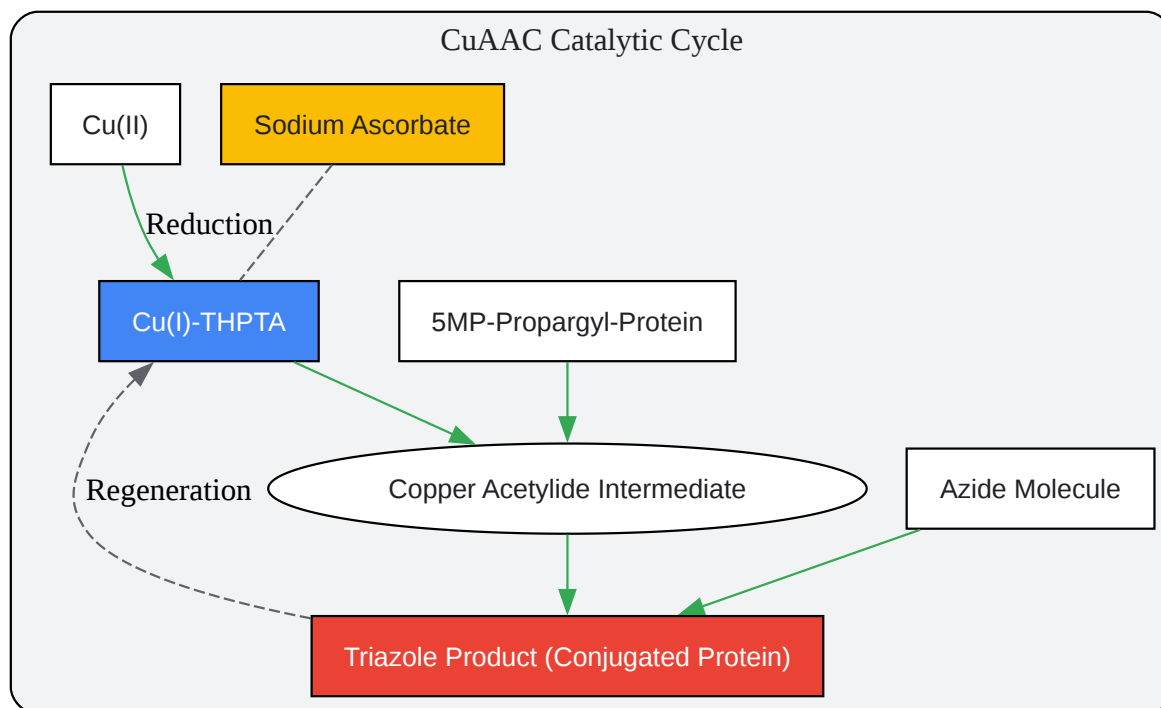 CuAAC Catalytic Cycle
Cu(II)
Sodium Ascorbate
Reduction
Cu(I)-THPTA
5MP-Propargyl-Protein
Regeneration
Copper Acetylide Intermediate
Azide Molecule
Triazole Product (Conjugated Protein)